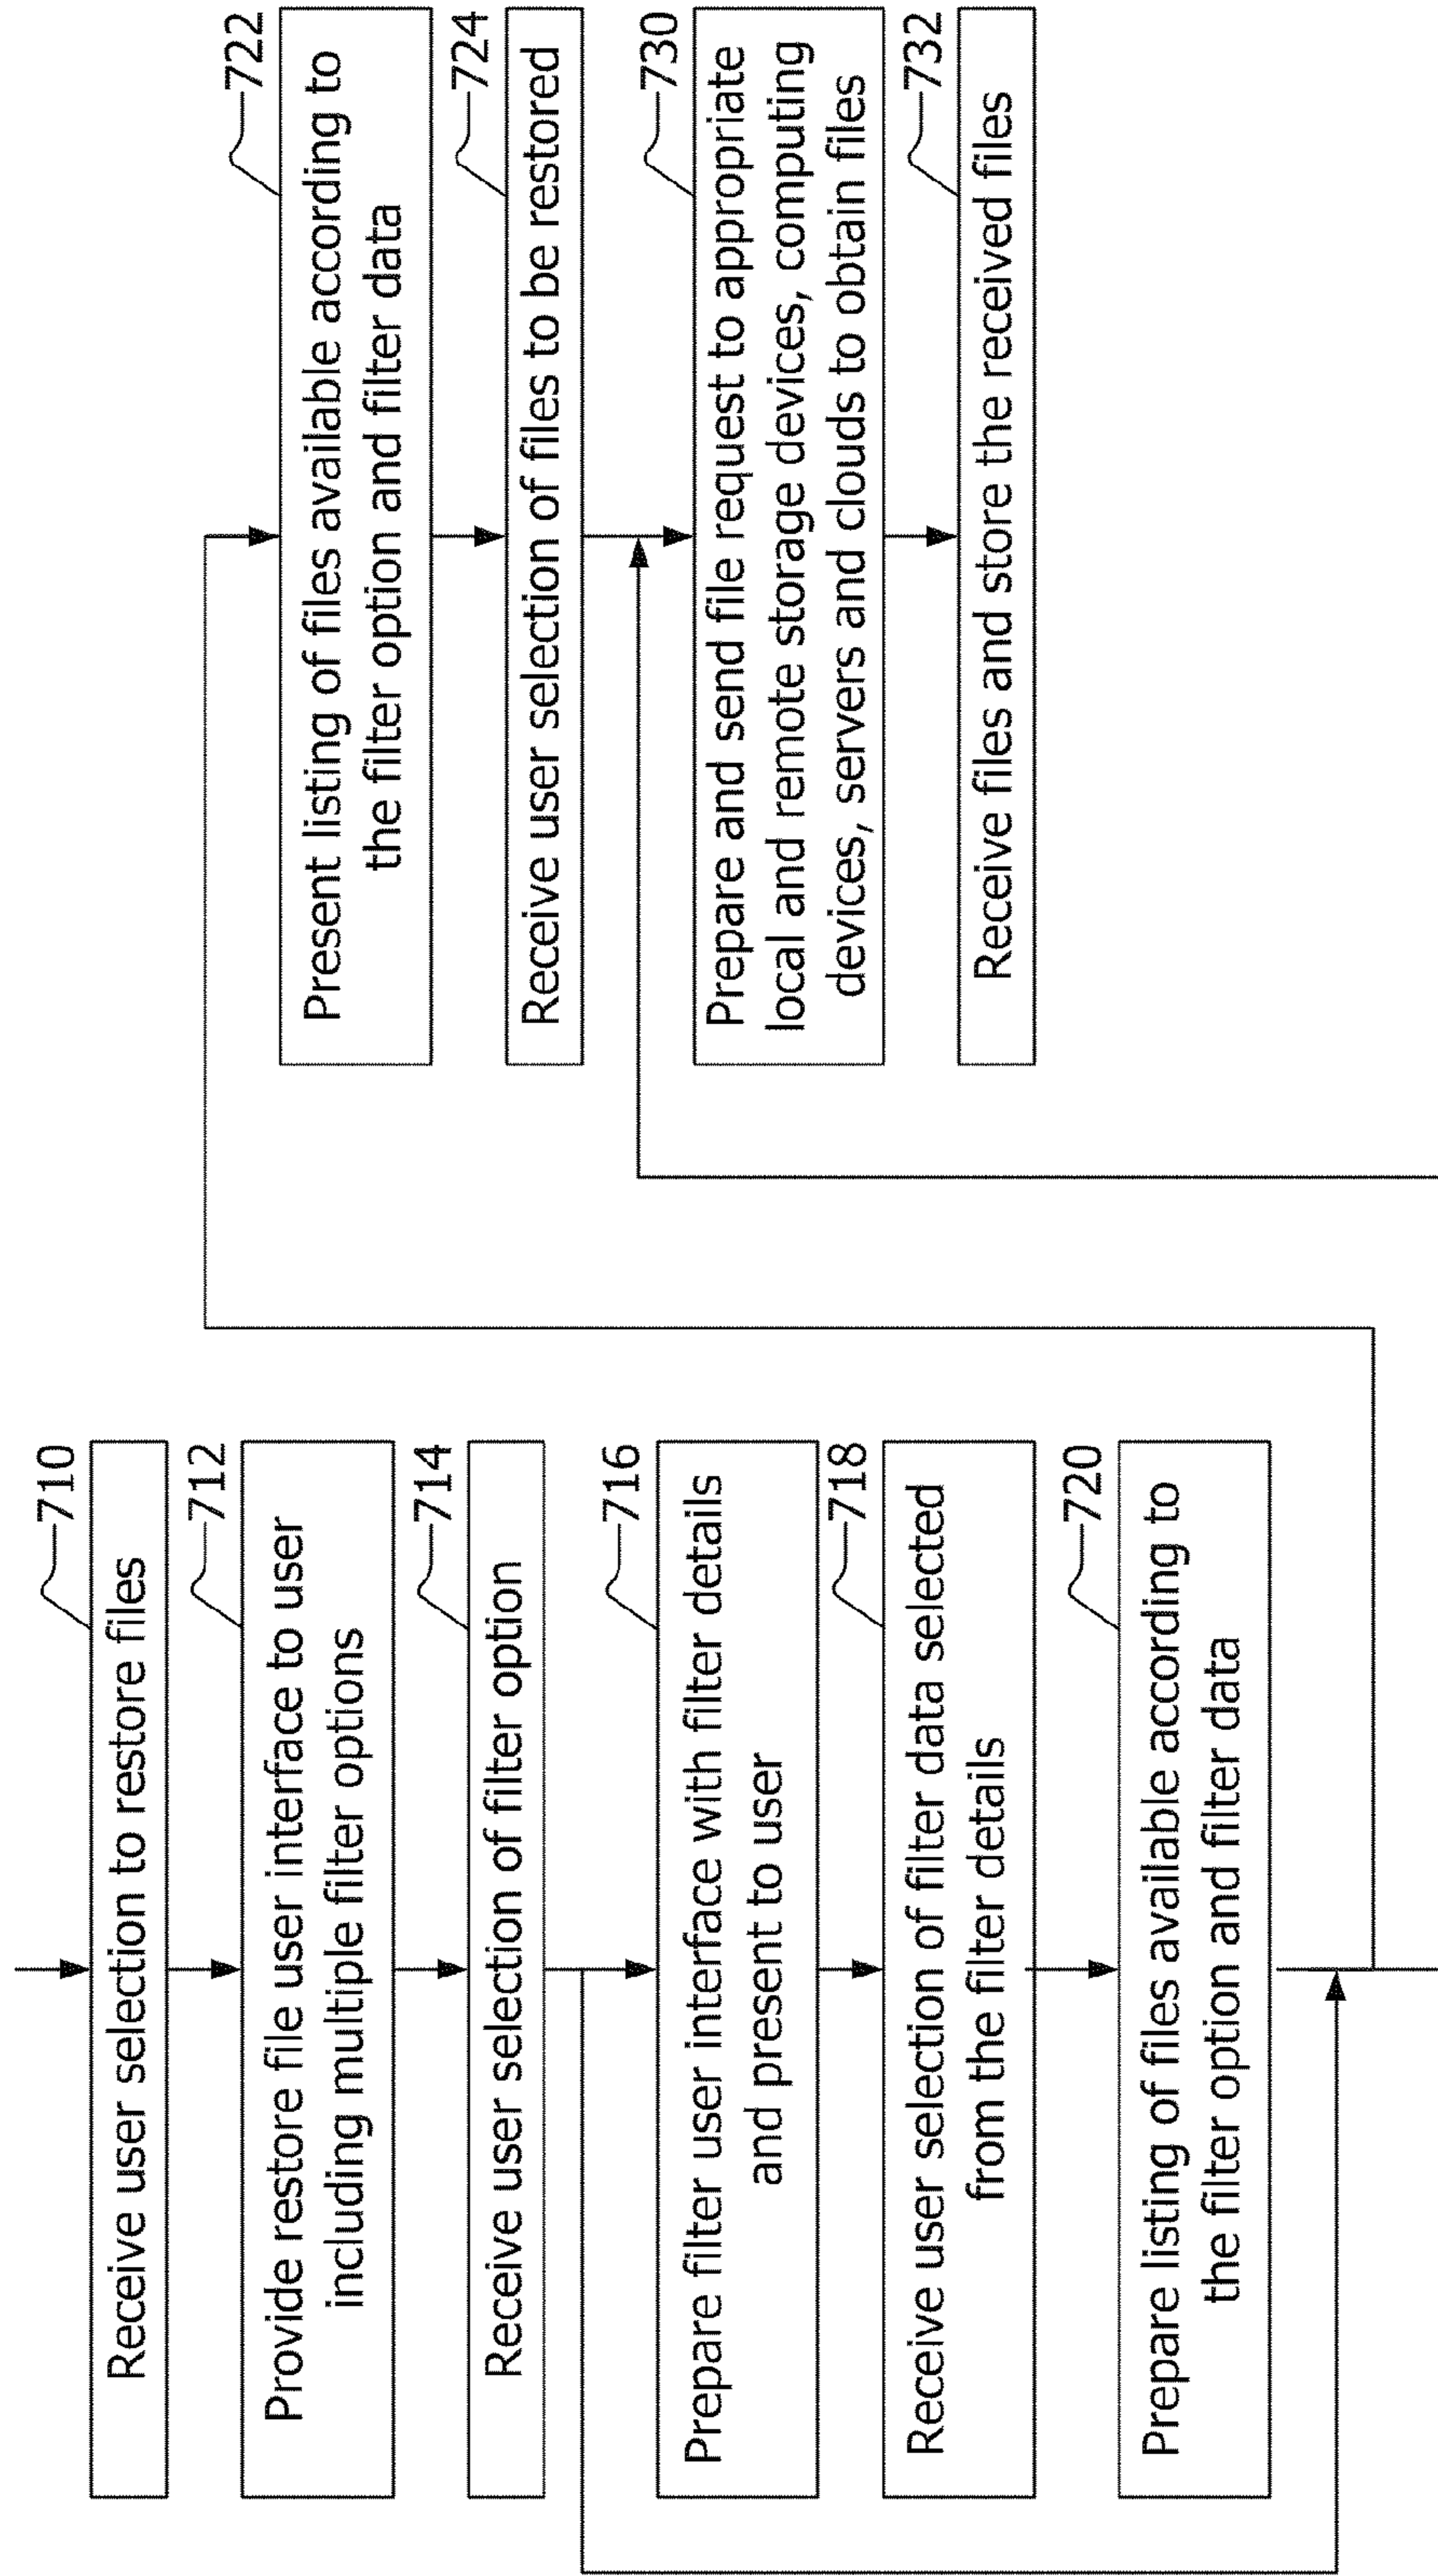 710
Receive user selection to restore files
712
Provide restore file user interface to user
including multiple filter options
714
Receive user selection of filter option
716
Prepare filter user interface with filter details
and present to user
718
Receive user selection of filter data selected
from the filter details
720
Prepare listing of files available according to
the filter option and filter data
722
Present listing of files available according to
the filter option and filter data
724
Receive user selection of files to be restored
730
Prepare and send file request to appropriate
local and remote storage devices, computing
devices, servers and clouds to obtain files
732
Receive files and store the received files